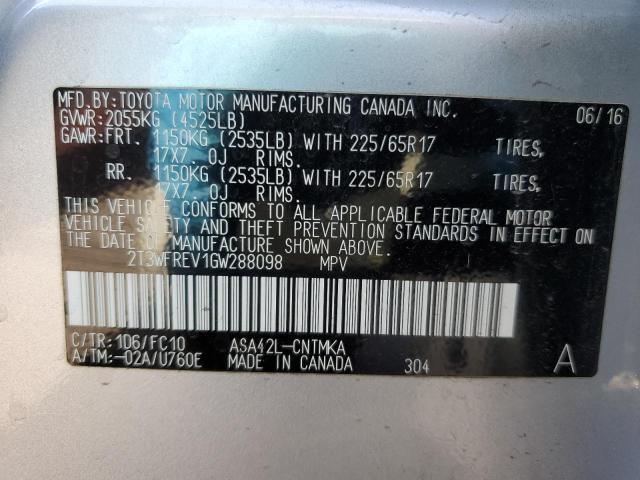 MFD.BY:TOYOTA MOTOR MANUFACTURING CANADA INC. 06/16
GVWR:2055KG (4525LB)
GAWR:FRT. 1150KG (2535LB) WITH 225/65R17 TIRES,
17X7. 0J RIMS.
RR. 1150KG (2535LB) WITH 225/65R17 TIRES,
17X7. 0J RIMS.
THIS VEHICLE CONFORMS TO ALL APPLICABLE FEDERAL MOTOR
VEHICLE SAFETY AND THEFT PREVENTION STANDARDS IN EFFECT ON
THE DATE OF MANUFACTURE SHOWN ABOVE.
2T3WFREV1GW288098 MPV
C/TR:1D6/FC10 ASA42L-CNTMKA
A/TM:-02A/U760E MADE IN CANADA 304 A